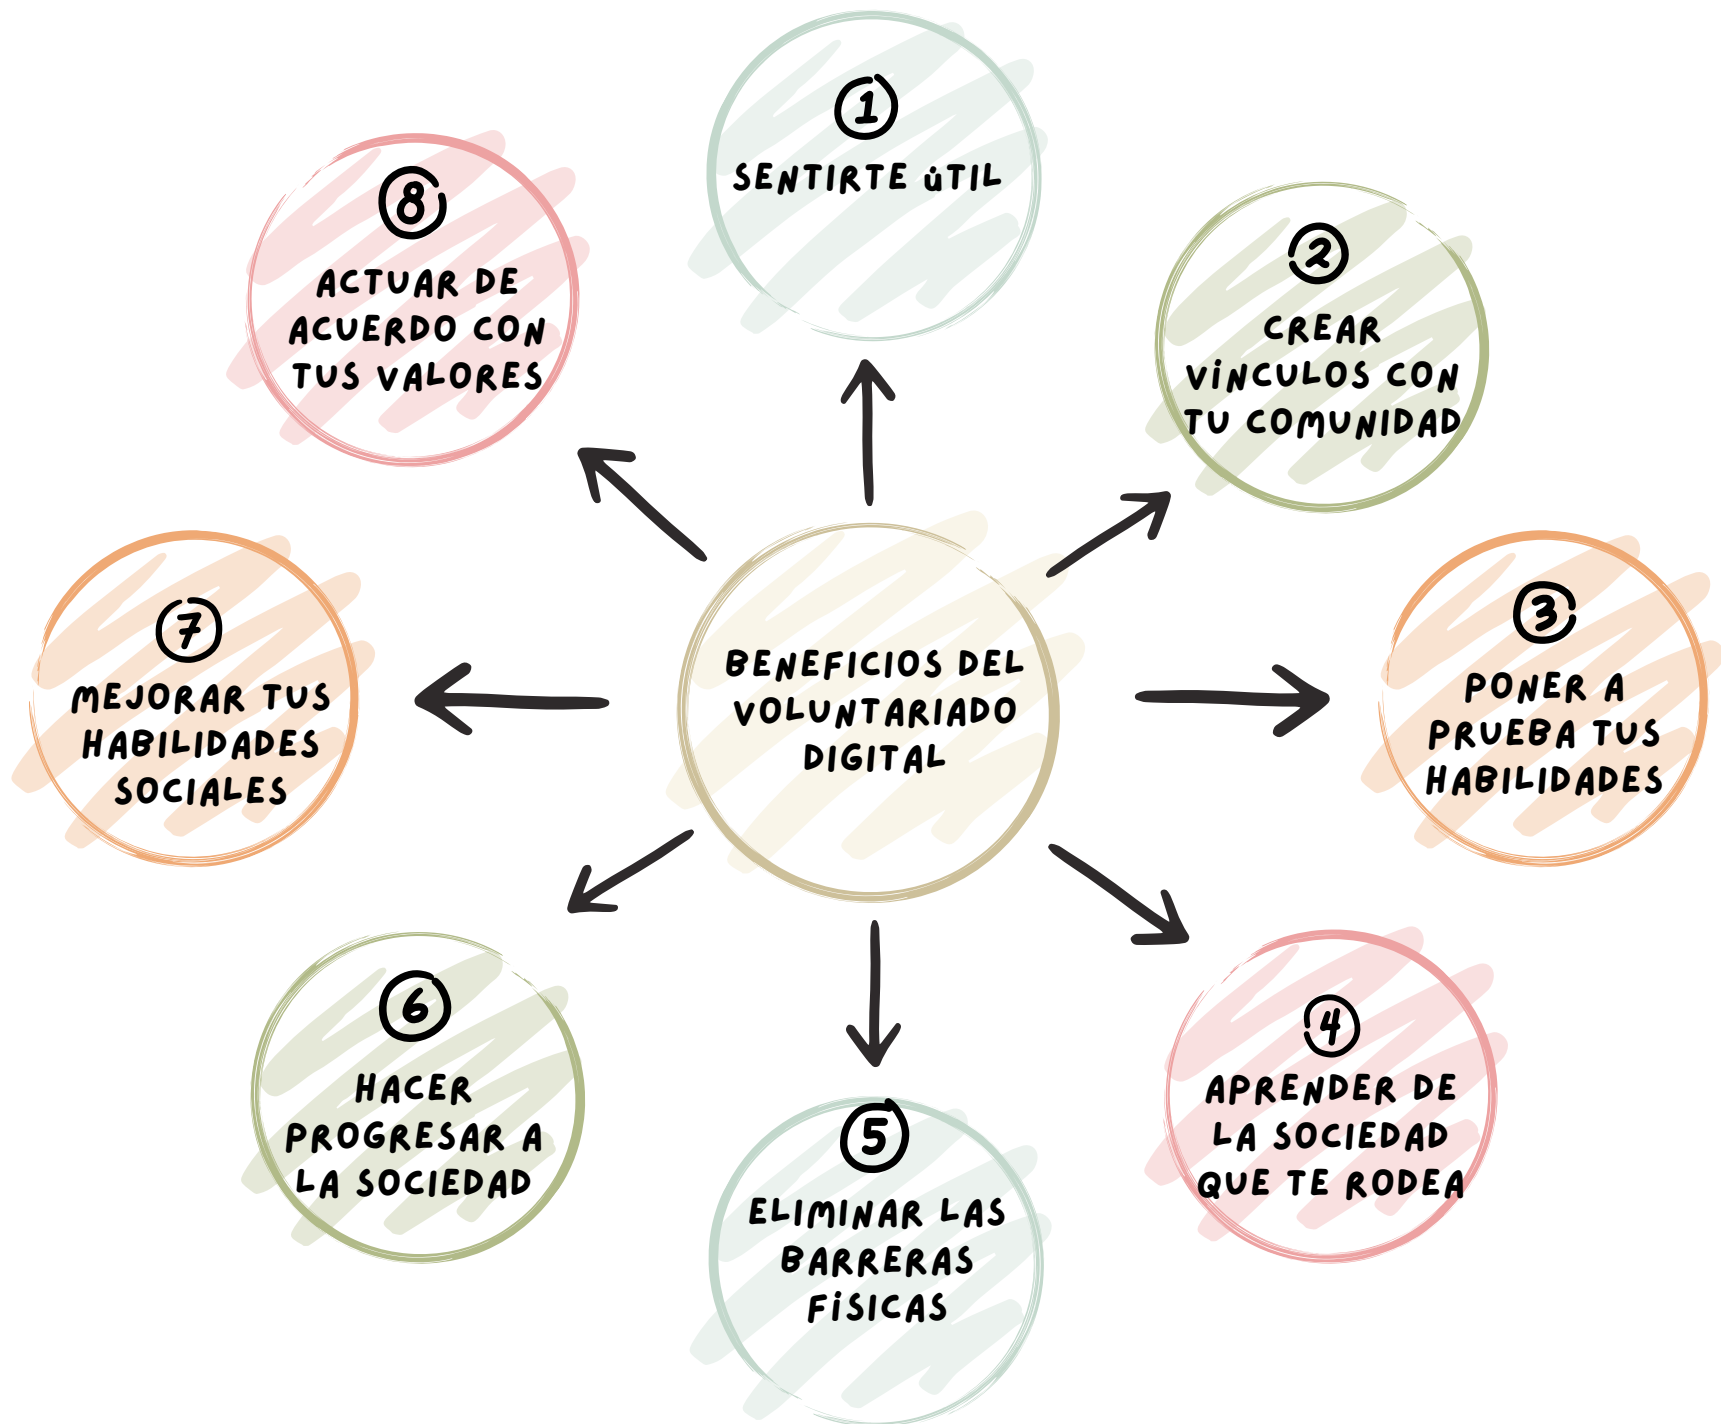 BENEFICIOS DEL
VOLUNTARIADO
DIGITAL
1
SENTIRTE ÚTIL
2
CREAR
VÍNCULOS CON
TU COMUNIDAD
3
PONER A
PRUEBA TUS
HABILIDADES
4
APRENDER DE
LA SOCIEDAD
QUE TE RODEA
5
ELIMINAR LAS
BARRERAS
FÍSICAS
6
HACER
PROGRESAR A
LA SOCIEDAD
7
MEJORAR TUS
HABILIDADES
SOCIALES
8
ACTUAR DE
ACUERDO CON
TUS VALORES